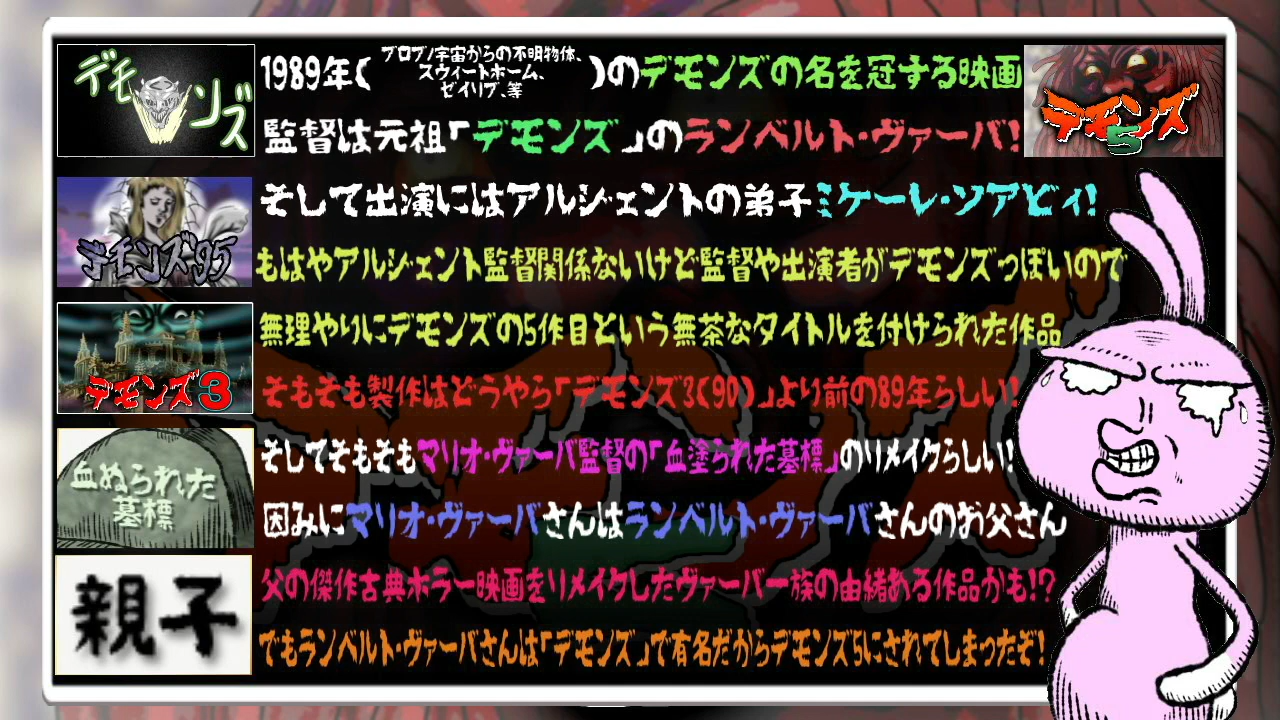 デモンズ
1989年(ブロブ/宇宙からの不明物体、スウィートホーム、ゼイリブ、等)のデモンズの名を冠する映画
デモンズ5
監督は元祖「デモンズ」のランベルト・ヴァーバ!
デモンズ'95
そして出演にはアルジェントの弟子ミケーレ・ソアビィ!
もはやアルジェント監督関係ないけど監督や出演者がデモンズっぽいので
デモンズ3
無理やりにデモンズの5作目という無茶なタイトルを付けられた作品
そもそも製作はどうやら「デモンズ3(90)」より前の89年らしい!
血ぬられた
墓標
そしてそもそもマリオ・ヴァーバ監督の「血塗られた墓標」のリメイクらしい!
因みにマリオ・ヴァーバさんはランベルト・ヴァーバさんのお父さん
親子
父の傑作古典ホラー映画をリメイクしたヴァーバー族の由緒ある作品かも!?
でもランベルト・ヴァーバさんは「デモンズ」で有名だからデモンズ5にされてしまったぞ!